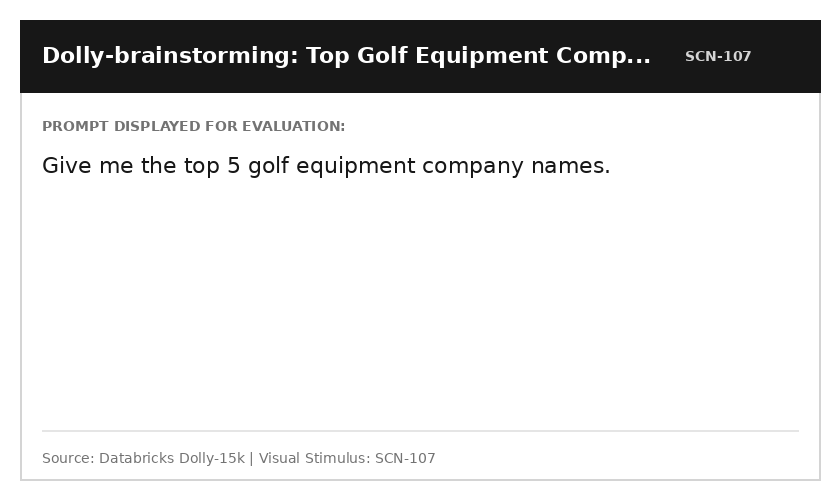 Dolly-brainstorming: Top Golf Equipment Comp... SCN-107
PROMPT DISPLAYED FOR EVALUATION:
Give me the top 5 golf equipment company names.
Source: Databricks Dolly-15k | Visual Stimulus: SCN-107